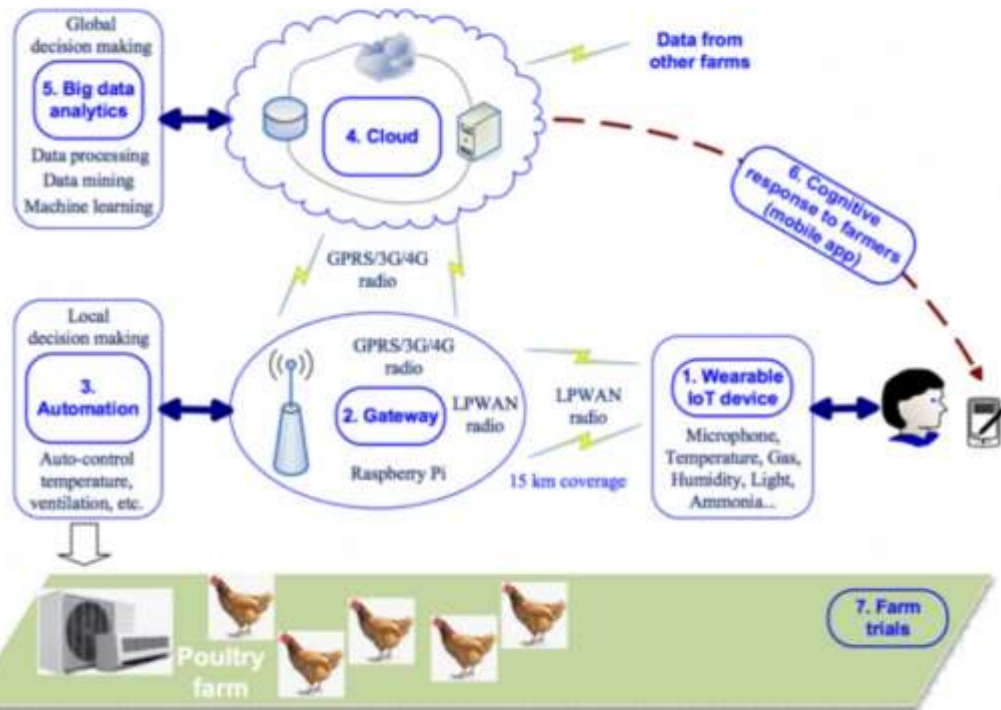 Global
decision making
5. Big data
analytics
Data processing
Data mining
Machine learning
4. Cloud
Data from
other farms
6. Cognitive
response to farmers
(mobile app)
GPRS/3G/4G
radio
Local
decision making
3.
Automation
Auto-control
temperature,
ventilation, etc.
GPRS/3G/4G
radio
2. Gateway
LPWAN
radio
Raspberry Pi
LPWAN
radio
15 km coverage
1. Wearable
IoT device
Microphone,
Temperature, Gas,
Humidity, Light,
Ammonia...
Poultry
farm
7. Farm
trials